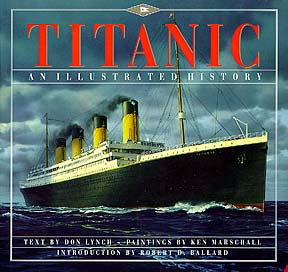 TITANIC
AN ILLUSTRATED HISTORY
TEXT BY DON LYNCH - PAINTINGS BY KEN MARSCHALL
INTRODUCTION BY ROBERT D. BALLARD